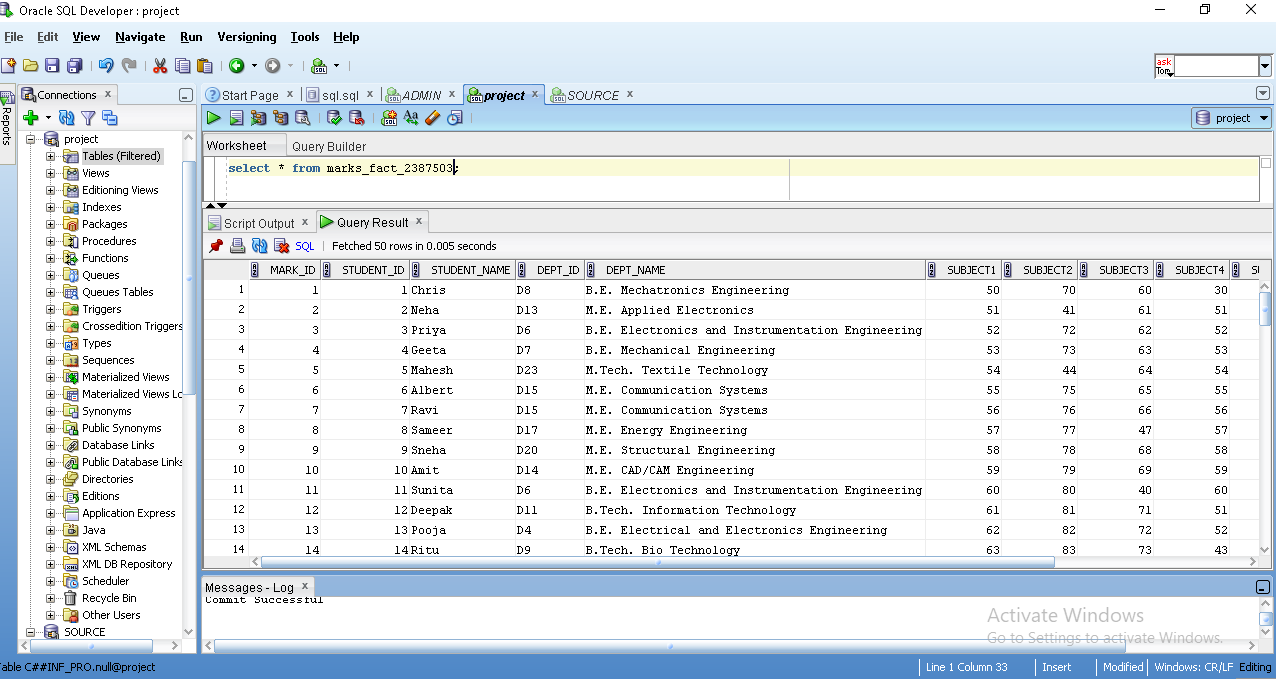 Oracle SQL Developer : project
File Edit View Navigate Run Versioning Tools Help
ask
Tom
Connections
Start Page sql.sql ADMIN project SOURCE
Reports
project
Worksheet Query Builder
select * from marks_fact_2387503;
project
Tables (Filtered)
Views
Editioning Views
Indexes
Packages
Procedures
Functions
Queues
Queues Tables
Triggers
Crossedition Triggers
Types
Sequences
Materialized Views
Materialized Views Lo
Synonyms
Public Synonyms
Database Links
Public Database Links
Directories
Editions
Application Express
Java
XML Schemas
XML DB Repository
Scheduler
Recycle Bin
Other Users
SOURCE
Script Output Query Result
SQL Fetched 50 rows in 0.005 seconds
MARK_ID STUDENT_ID STUDENT_NAME DEPT_ID DEPT_NAME SUBJECT1 SUBJECT2 SUBJECT3 SUBJECT4
1 1 1 Chris D8 B.E. Mechatronics Engineering 50 70 60 30
2 2 2 Neha D13 M.E. Applied Electronics 51 41 61 51
3 3 3 Priya D6 B.E. Electronics and Instrumentation Engineering 52 72 62 52
4 4 4 Geeta D7 B.E. Mechanical Engineering 53 73 63 53
5 5 5 Mahesh D23 M.Tech. Textile Technology 54 44 64 54
6 6 6 Albert D15 M.E. Communication Systems 55 75 65 55
7 7 7 Ravi D15 M.E. Communication Systems 56 76 66 56
8 8 8 Sameer D17 M.E. Energy Engineering 57 77 47 57
9 9 9 Sneha D20 M.E. Structural Engineering 58 78 68 58
10 10 10 Amit D14 M.E. CAD/CAM Engineering 59 79 69 59
11 11 11 Sunita D6 B.E. Electronics and Instrumentation Engineering 60 80 40 60
12 12 12 Deepak D11 B.Tech. Information Technology 61 81 71 51
13 13 13 Pooja D4 B.E. Electrical and Electronics Engineering 62 82 72 52
14 14 14 Ritu D9 B.Tech. Bio Technology 63 83 73 43
Messages - Log
Commit Successful
Activate Windows
Go to Settings to activate Windows.
able C##INF_PRO.null@project
Line 1 Column 33 Insert Modified Windows: CR/LF Editing